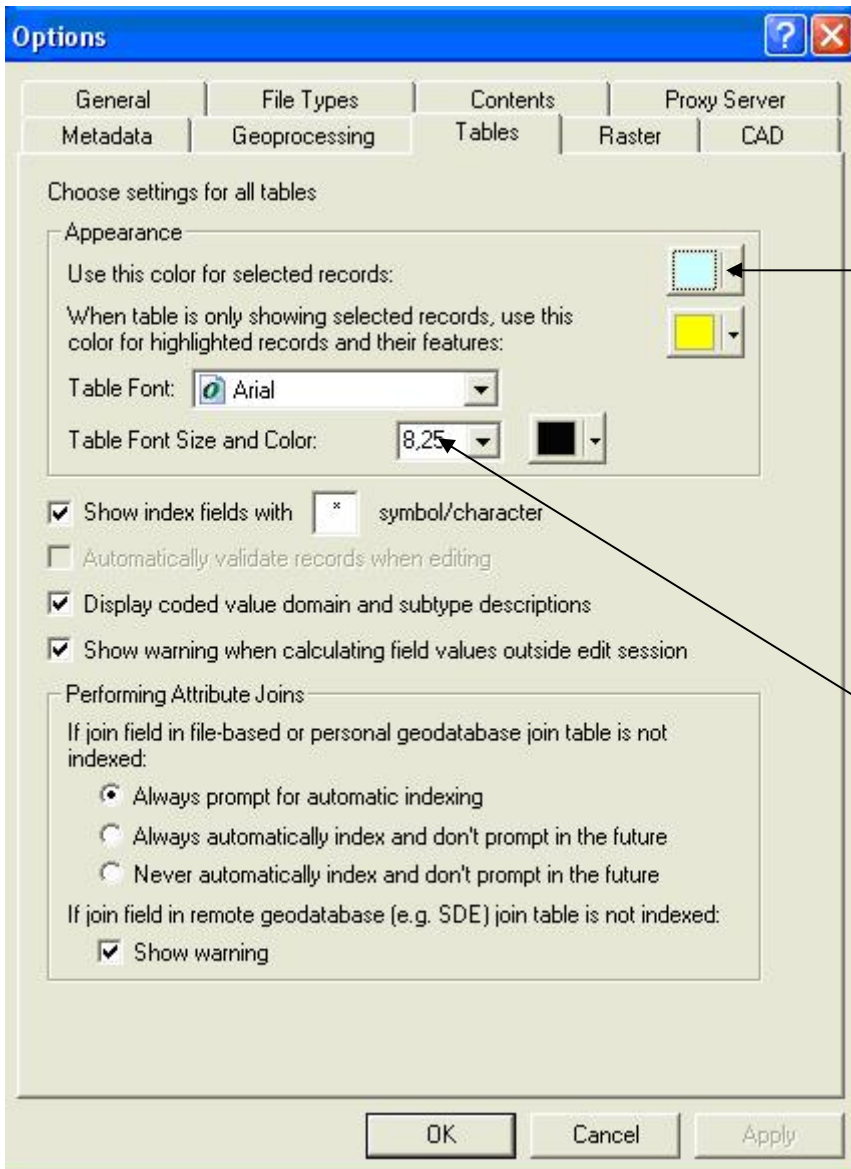 Options
General File Types Contents Proxy Server
Metadata Geoprocessing Tables Raster CAD
Choose settings for all tables
Appearance
Use this color for selected records:
When table is only showing selected records, use this
color for highlighted records and their features:
Table Font: Arial
Table Font Size and Color: 8,25
Show index fields with * symbol/character
Automatically validate records when editing
Display coded value domain and subtype descriptions
Show warning when calculating field values outside edit session
Performing Attribute Joins
If join field in file-based or personal geodatabase join table is not
indexed:
Always prompt for automatic indexing
Always automatically index and don't prompt in the future
Never automatically index and don't prompt in the future
If join field in remote geodatabase (e.g. SDE) join table is not indexed:
Show warning
OK Cancel Apply